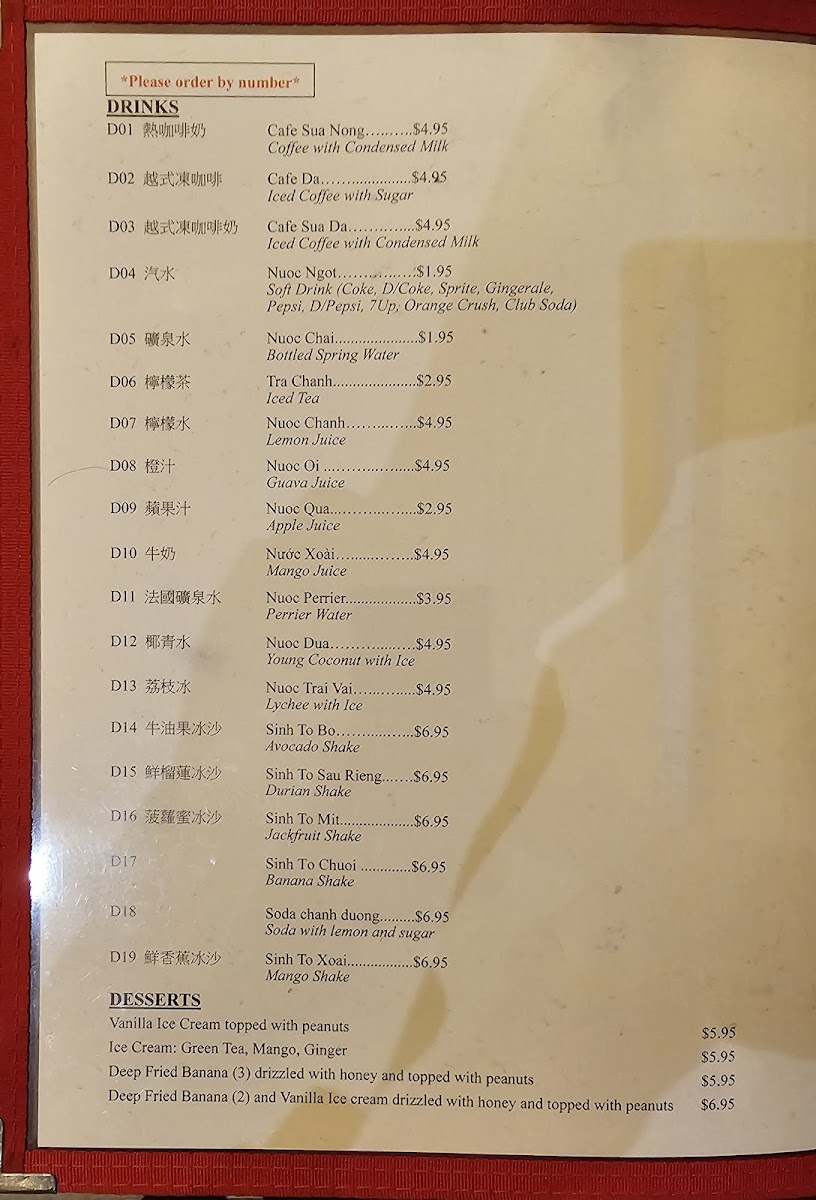 *Please order by number*
DRINKS
D01 熱咖啡奶 Cafe Sua Nong..........$4.95
Coffee with Condensed Milk
D02 越式凍咖啡 Cafe Da....................$4.95
Iced Coffee with Sugar
D03 越式凍咖啡奶 Cafe Sua Da...............$4.95
Iced Coffee with Condensed Milk
D04 汽水 Nuoc Ngot.................$1.95
Soft Drink (Coke, D/Coke, Sprite, Gingerale,
Pepsi, D/Pepsi, 7Up, Orange Crush, Club Soda)
D05 礦泉水 Nuoc Chai.....................$1.95
Bottled Spring Water
D06 檸檬茶 Tra Chanh.....................$2.95
Iced Tea
D07 檸檬水 Nuoc Chanh................$4.95
Lemon Juice
D08 橙汁 Nuoc Oi ....................$4.95
Guava Juice
D09 蘋果汁 Nuoc Qua...................$2.95
Apple Juice
D10 牛奶 Nước Xoài.................$4.95
Mango Juice
D11 法國礦泉水 Nuoc Perrier..................$3.95
Perrier Water
D12 椰青水 Nuoc Dua...................$4.95
Young Coconut with Ice
D13 荔枝冰 Nuoc Trai Vai.............$4.95
Lychee with Ice
D14 牛油果冰沙 Sinh To Bo.................$6.95
Avocado Shake
D15 鮮榴蓮冰沙 Sinh To Sau Rieng........$6.95
Durian Shake
D16 菠蘿蜜冰沙 Sinh To Mit...................$6.95
Jackfruit Shake
D17 Sinh To Chuoi .............$6.95
Banana Shake
D18 Soda chanh duong.........$6.95
Soda with lemon and sugar
D19 鮮香蕉冰沙 Sinh To Xoai.................$6.95
Mango Shake
DESSERTS
Vanilla Ice Cream topped with peanuts $5.95
Ice Cream: Green Tea, Mango, Ginger $5.95
Deep Fried Banana (3) drizzled with honey and topped with peanuts $5.95
Deep Fried Banana (2) and Vanilla Ice cream drizzled with honey and topped with peanuts $6.95